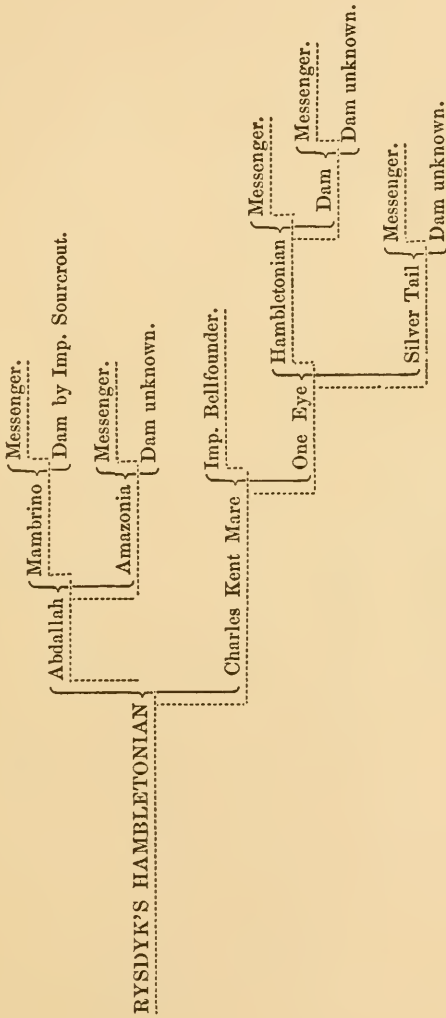 Messenger.
Mambrino
Dam by Imp. Sourcrout.
Abdallah
Messenger.
Amazonia
Dam unknown.
RYSDYK'S HAMBLETONIAN
Imp. Bellfounder.
Charles Kent Mare
Messenger.
Hambletonian
Messenger.
Dam
Dam unknown.
One Eye
Messenger.
Silver Tail
Dam unknown.